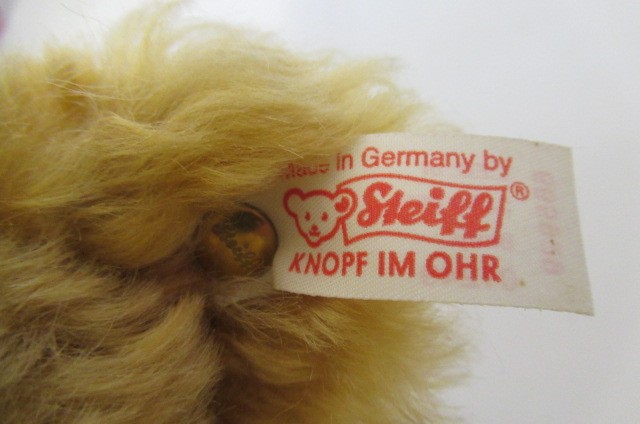 Made in Germany by
Steiff®
KNOPF IM OHR